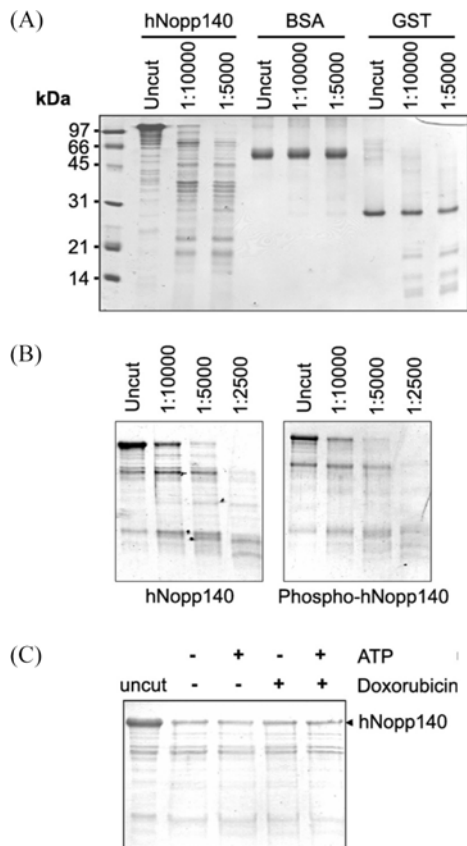 (A)
hNopp140 BSA GST
kDa
Uncut 1:10000 1:5000 Uncut 1:10000 1:5000 Uncut 1:10000 1:5000
97
66
45
31
21
14
(B)
Uncut 1:10000 1:5000 1:2500 Uncut 1:10000 1:5000 1:2500
hNopp140 Phospho-hNopp140
(C)
- + - + ATP
uncut - - + + Doxorubicin
hNopp140